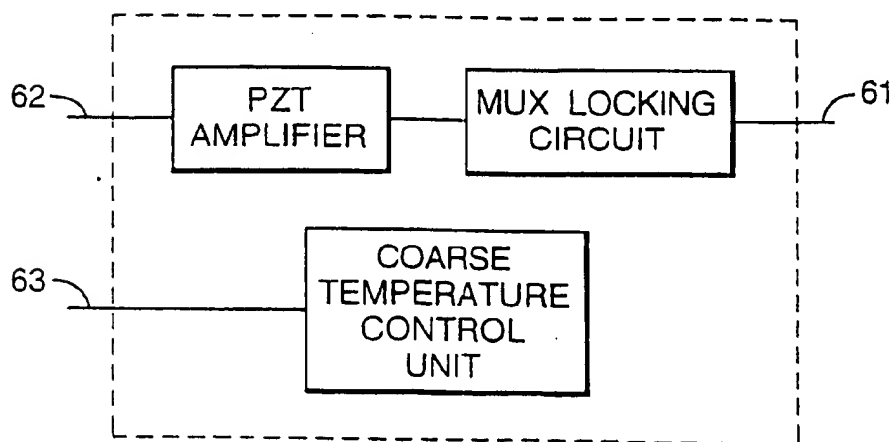 62
PZT
AMPLIFIER
MUX LOCKING
CIRCUIT
61
63
COARSE
TEMPERATURE
CONTROL
UNIT